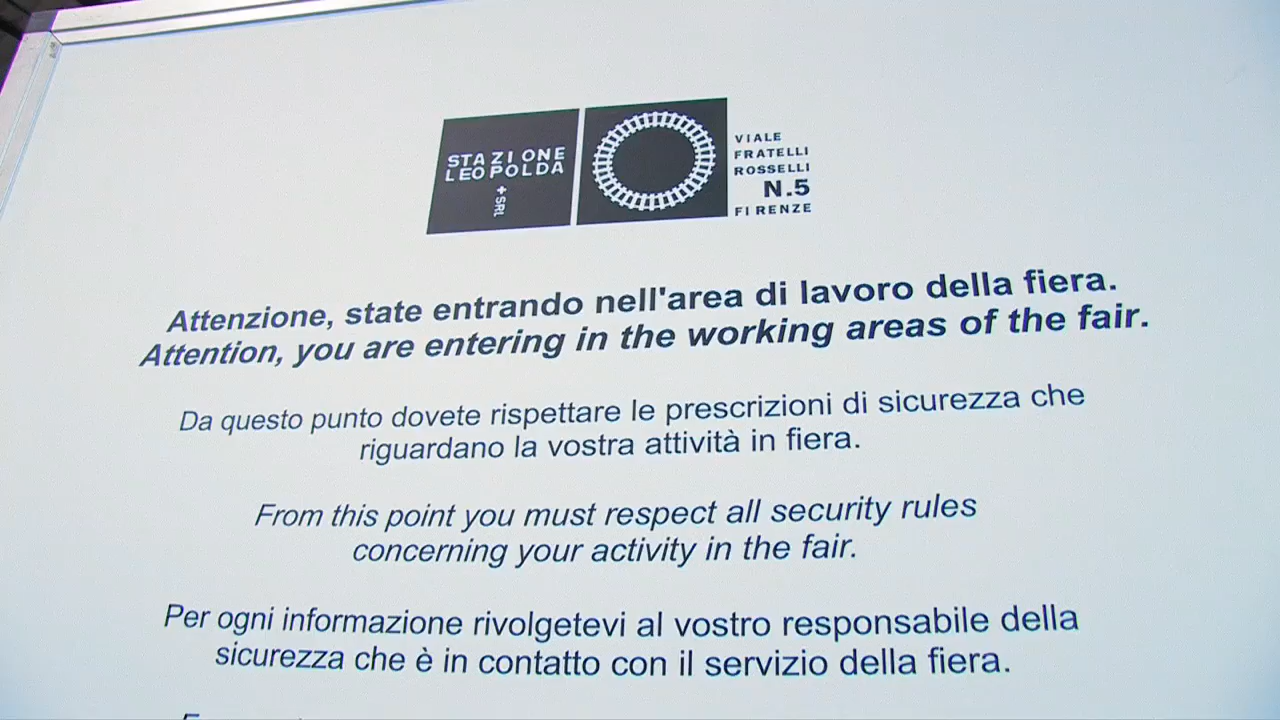 STAZIONE
LEOPOLDA
+SRL
VIALE
FRATELLI
ROSSELLI
N.5
FIRENZE
Attenzione, state entrando nell'area di lavoro della fiera.
Attention, you are entering in the working areas of the fair.
Da questo punto dovete rispettare le prescrizioni di sicurezza che
riguardano la vostra attività in fiera.
From this point you must respect all security rules
concerning your activity in the fair.
Per ogni informazione rivolgetevi al vostro responsabile della
sicurezza che è in contatto con il servizio della fiera.